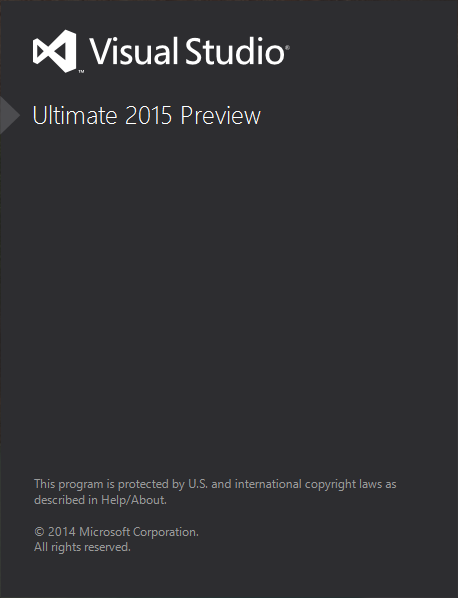 Visual Studio®
™
Ultimate 2015 Preview
This program is protected by U.S. and international copyright laws as
described in Help/About.
© 2014 Microsoft Corporation.
All rights reserved.